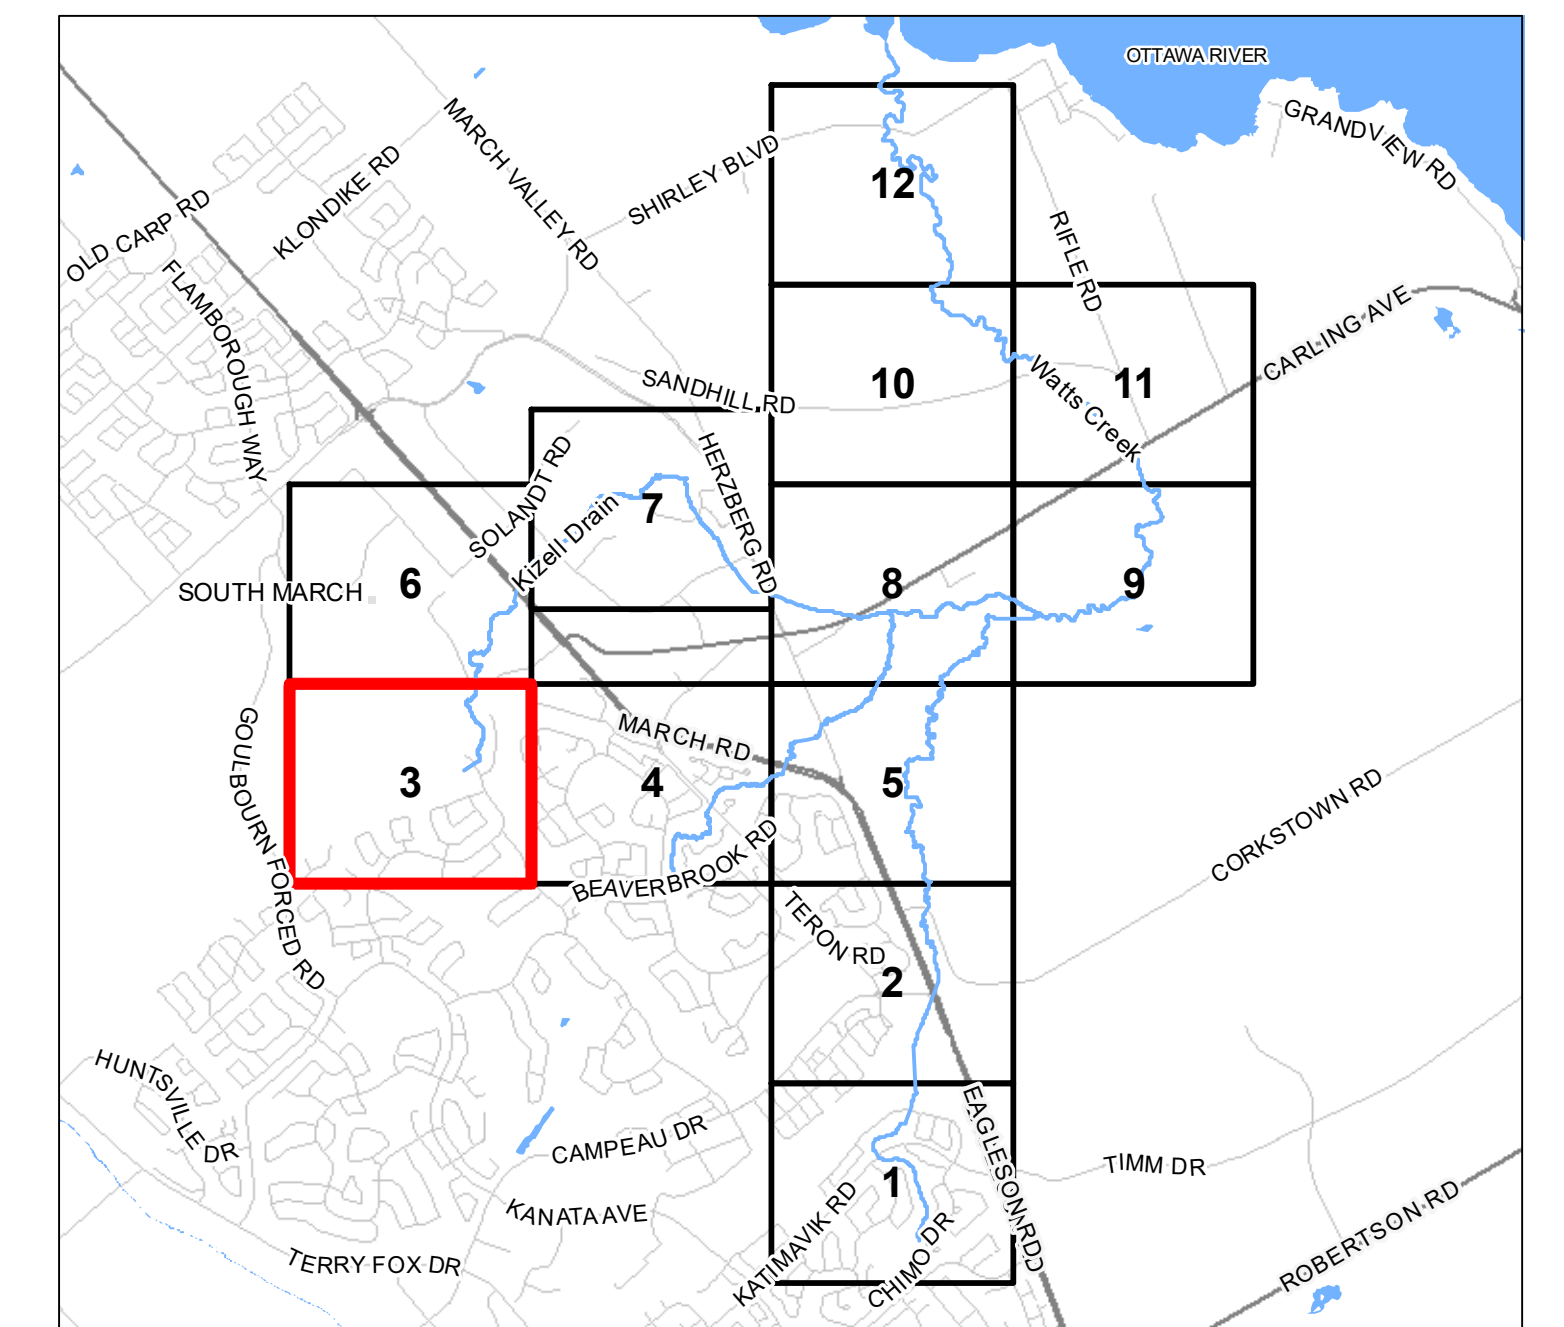 OTTAWA RIVER
GRANDVIEW RD
MARCH VALLEY RD
SHIRLEY BLVD
KLONDIKE RD
12
OLD CARP RD
RIFLE RD
FLAMBOROUGH WAY
CARLING AVE
SANDHILL RD
10
Watts Creek
11
HERZBERG RD
SOLANDT RD
Kizell Drain
7
SOUTH MARCH
6
8
9
GOULBOURN FORCED RD
MARCH RD
3
4
5
CORKSTOWN RD
BEAVERBROOK RD
TERON RD
2
HUNTSVILLE DR
CAMPEAU DR
EAGLESON RD
TIMM DR
1
KANATA AVE
KATIMAVIK RD
CHIMO DR
TERRY FOX DR
ROBERTSON RD